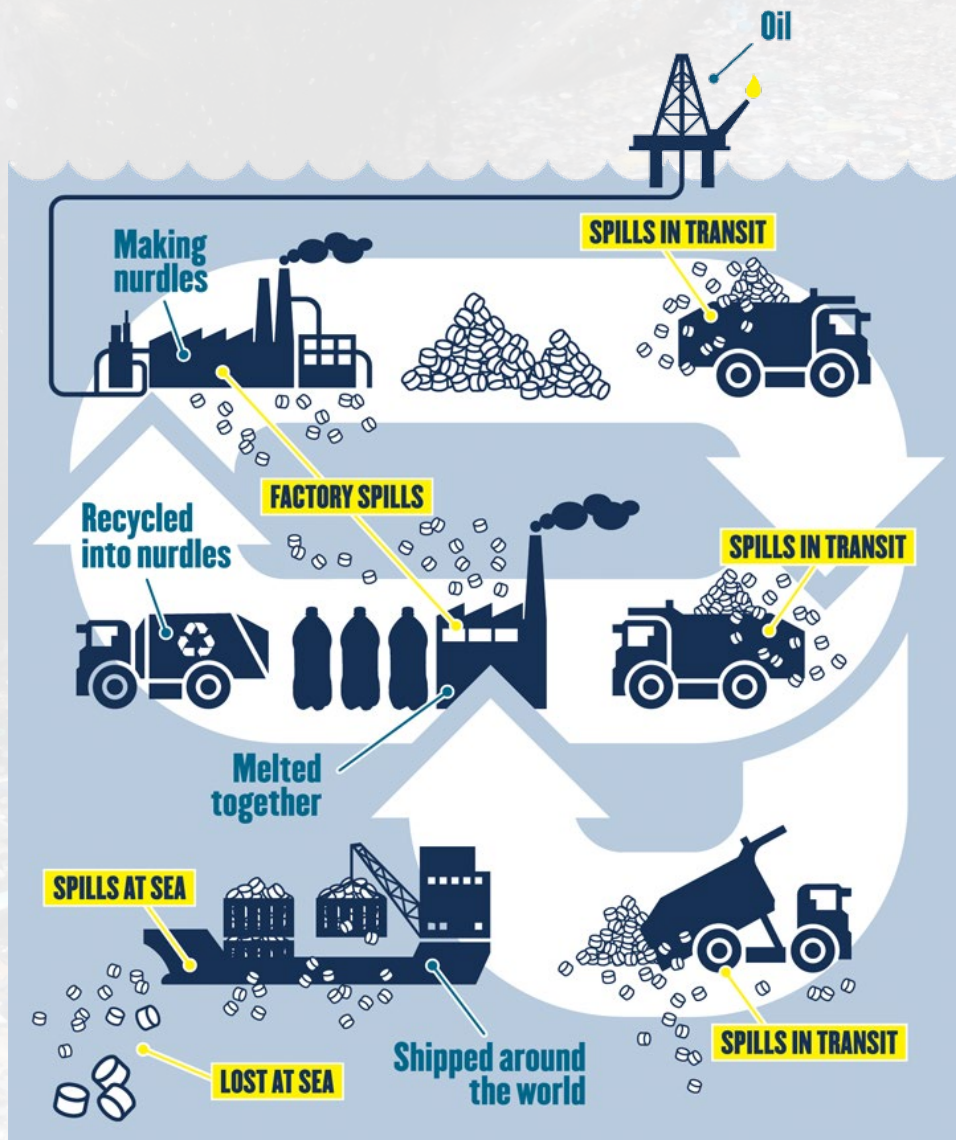 Oil
SPILLS IN TRANSIT
Making
nurdles
FACTORY SPILLS
Recycled
into nurdles
SPILLS IN TRANSIT
Melted
together
SPILLS AT SEA
SPILLS IN TRANSIT
Shipped around
the world
LOST AT SEA